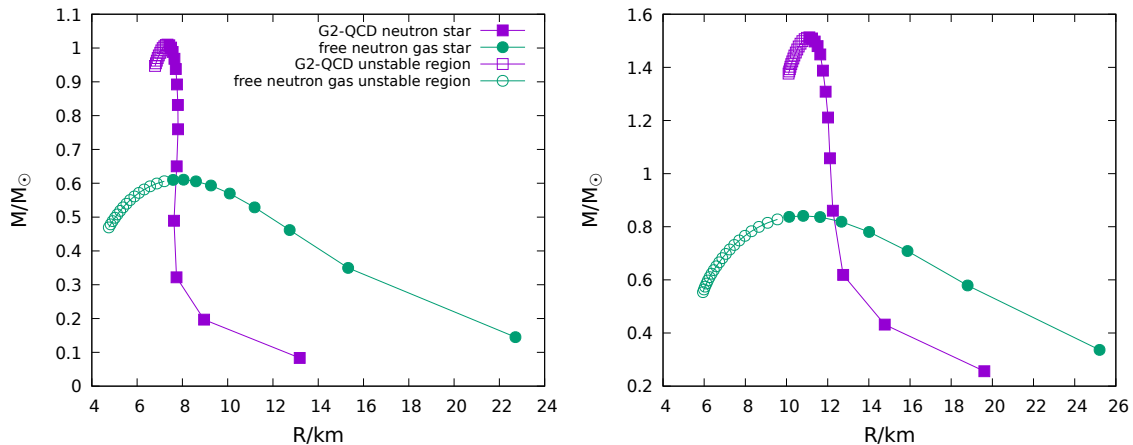 G2-QCD neutron star
free neutron gas star
G2-QCD unstable region
free neutron gas unstable region
M/M☉
1.1
1
0.9
0.8
0.7
0.6
0.5
0.4
0.3
0.2
0.1
0
4 6 8 10 12 14 16 18 20 22 24
R/km
M/M☉
1.6
1.4
1.2
1
0.8
0.6
0.4
0.2
4 6 8 10 12 14 16 18 20 22 24 26
R/km